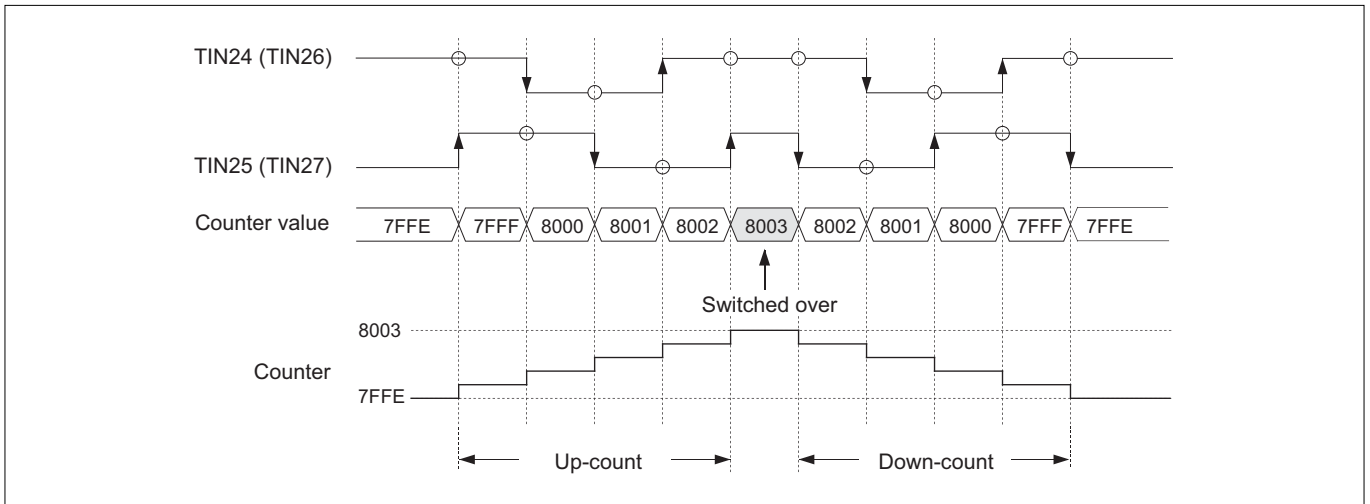 TIN24 (TIN26)
TIN25 (TIN27)
Counter value
7FFE 7FFF 8000 8001 8002 8003 8002 8001 8000 7FFF 7FFE
Switched over
8003
Counter
7FFE
Up-count Down-count